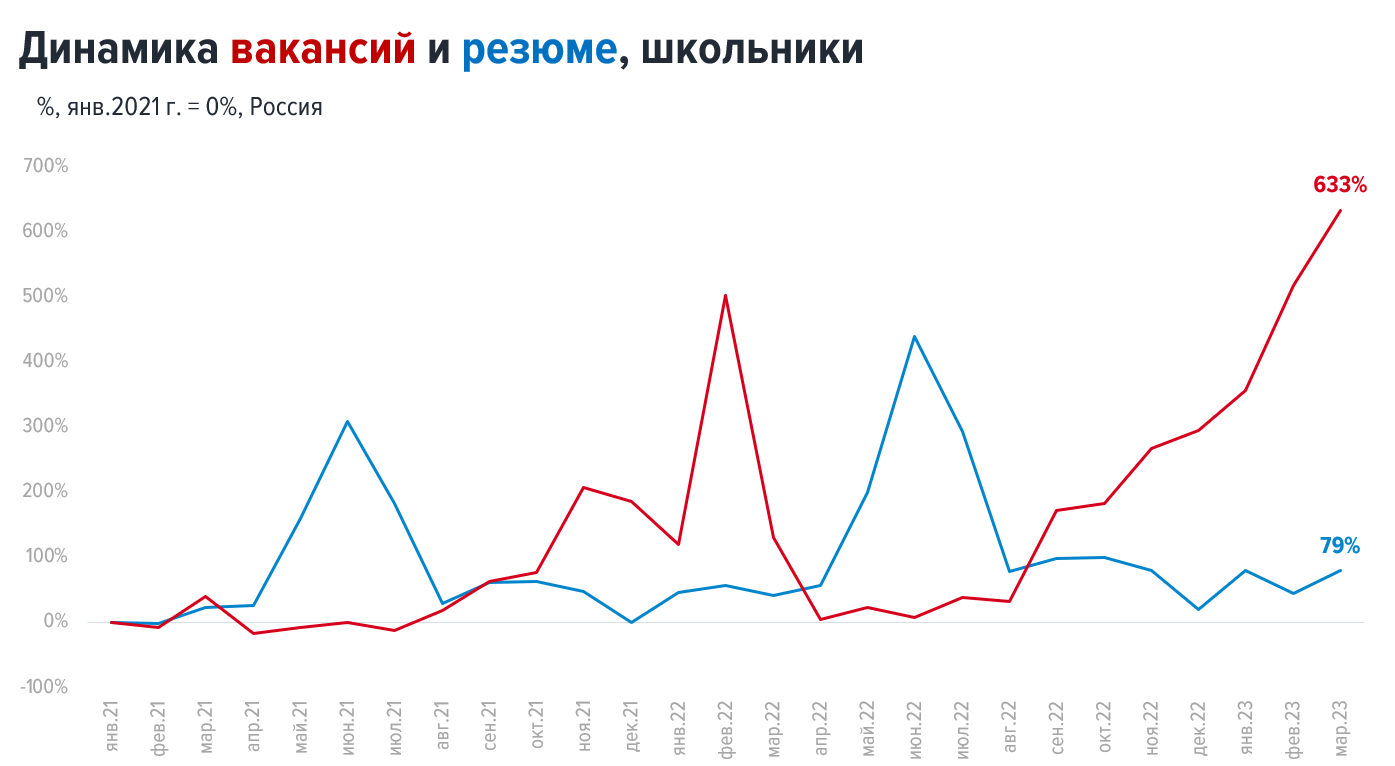 Динамика вакансий и резюме, школьники
%, янв.2021 г. = 0%, Россия
700%
633%
600%
500%
400%
300%
200%
100%
79%
0%
-100%
янв.21
фев.21
мар.21
апр.21
май.21
июн.21
июл.21
авг.21
сен.21
окт.21
ноя.21
дек.21
янв.22
фев.22
мар.22
апр.22
май.22
июн.22
июл.22
авг.22
сен.22
окт.22
ноя.22
дек.22
янв.23
фев.23
мар.23